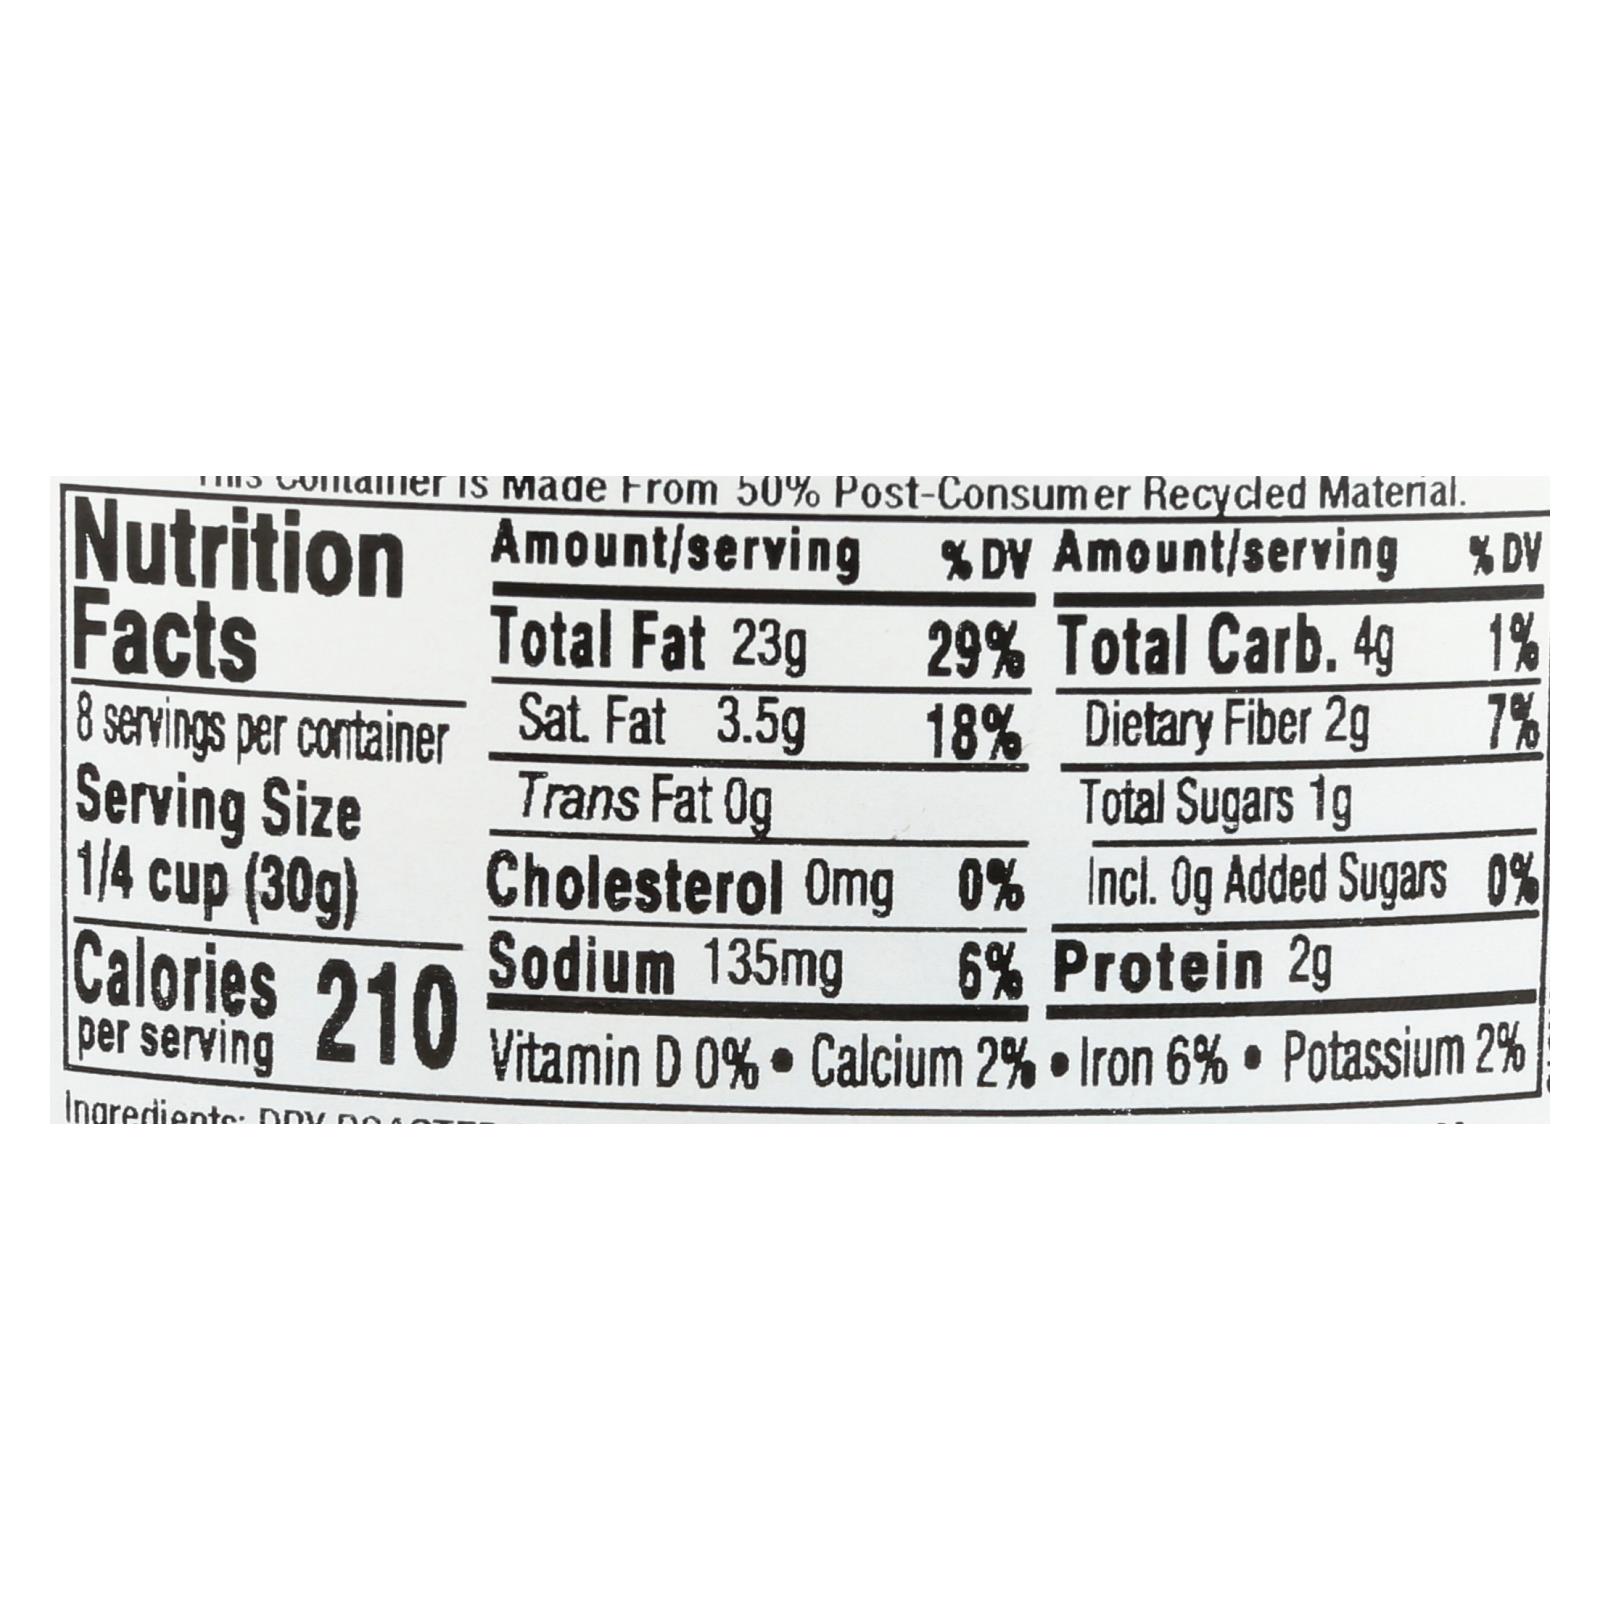 This Container is Made From 50% Post-Consumer Recycled Material.
Nutrition
Facts
8 servings per container
Serving Size
1/4 cup (30g)
Calories 210
per serving
Amount/serving % DV
Total Fat 23g 29%
Sat. Fat 3.5g 18%
Trans Fat 0g
Cholesterol 0mg 0%
Sodium 135mg 6%
Amount/serving % DV
Total Carb. 4g 1%
Dietary Fiber 2g 7%
Total Sugars 1g
Incl. 0g Added Sugars 0%
Protein 2g
Vitamin D 0% • Calcium 2% • Iron 6% • Potassium 2%
Ingredients: DRY